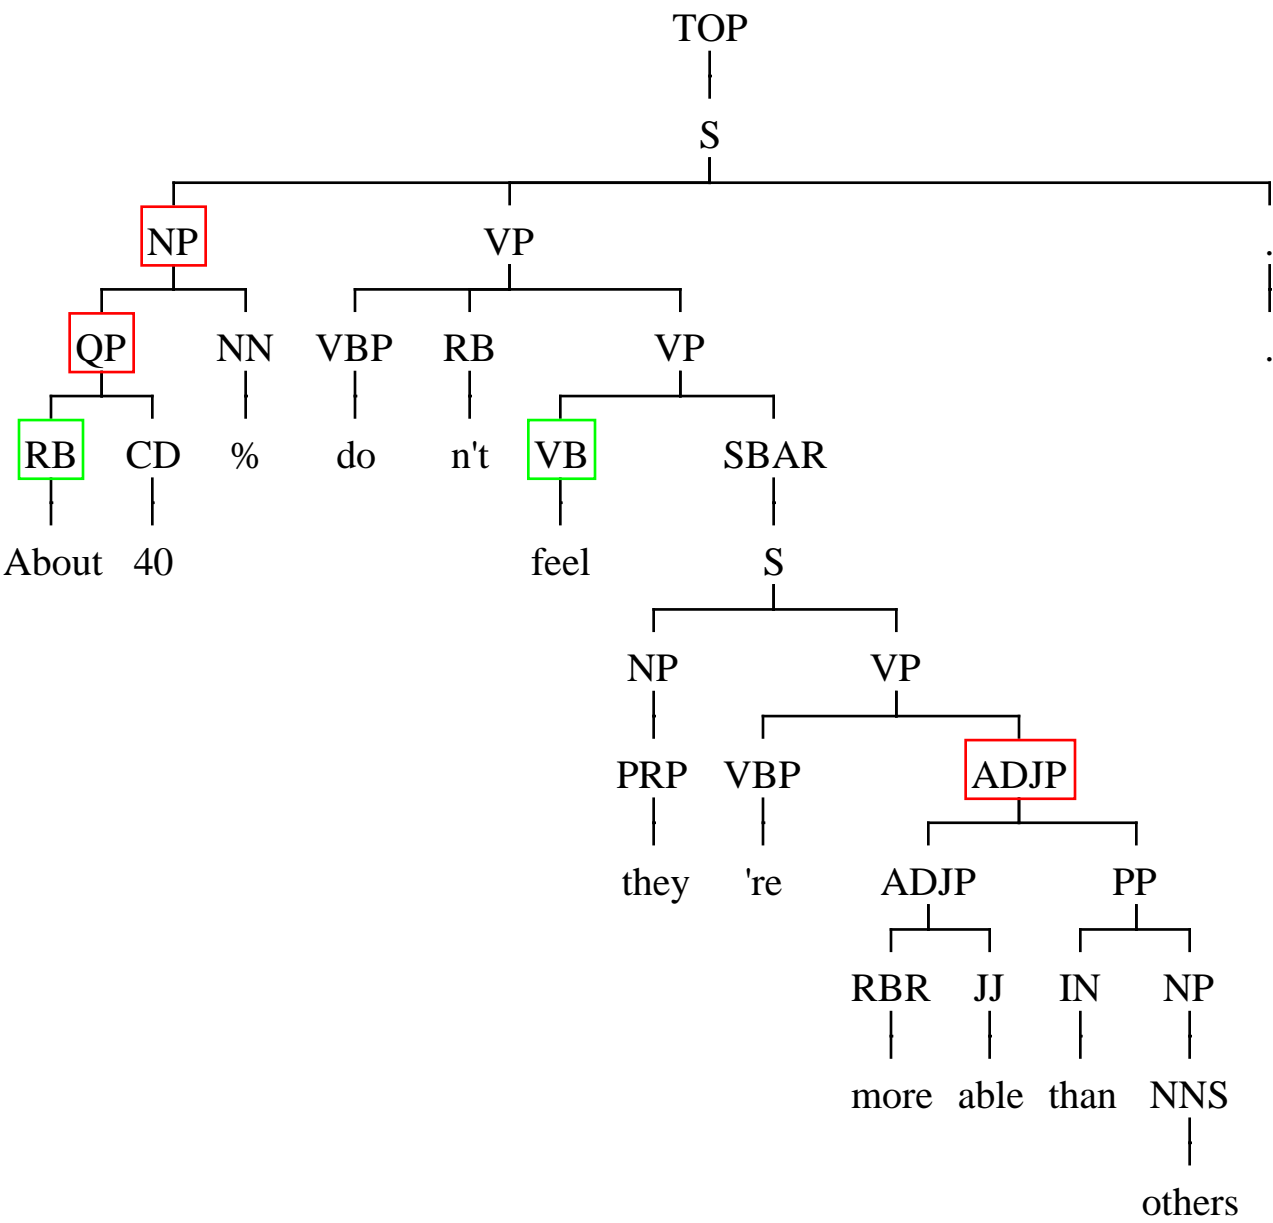 TOP
S
NP VP .
QP NN VBP RB VP .
RB CD % do n't VB SBAR
About 40 feel S
NP VP
PRP VBP ADJP
they 're ADJP PP
RBR JJ IN NP
more able than NNS
others